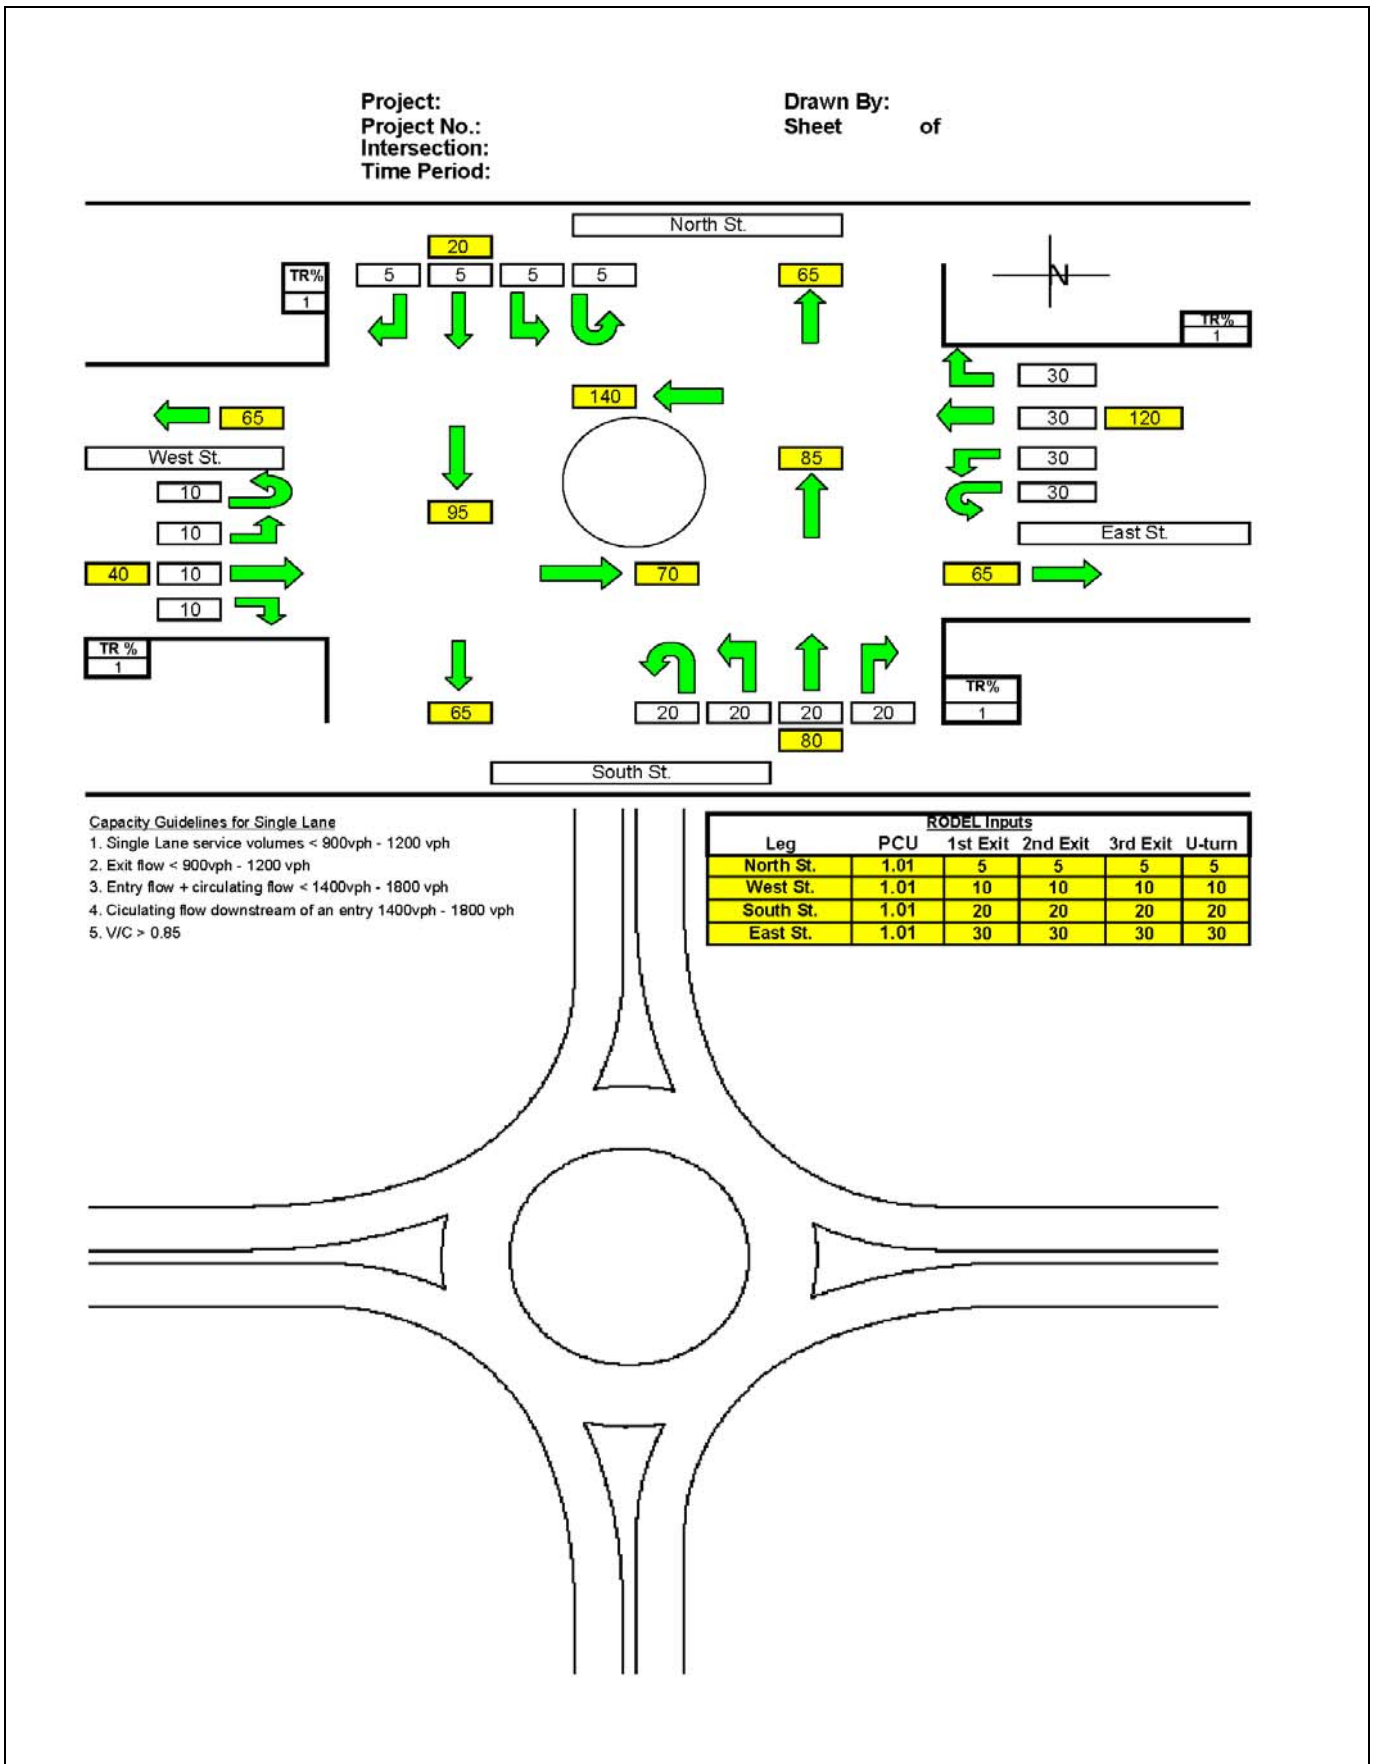 Project: Drawn By:
Project No.: Sheet of
Intersection:
Time Period:
North St.
20
TR% 5 5 5 5 65 N
1
TR%
1
30
140
65 30 120
West St. 85 30
10 30
95
10 East St.
40 10 70 65
10
TR %
1
TR%
65 20 20 20 20 1
80
South St.
Capacity Guidelines for Single Lane
1. Single Lane service volumes < 900vph - 1200 vph
2. Exit flow < 900vph - 1200 vph
3. Entry flow + circulating flow < 1400vph - 1800 vph
4. Ciculating flow downstream of an entry 1400vph - 1800 vph
5. V/C > 0.85
RODEL Inputs
Leg PCU 1st Exit 2nd Exit 3rd Exit U-turn
North St. 1.01 5 5 5 5
West St. 1.01 10 10 10 10
South St. 1.01 20 20 20 20
East St. 1.01 30 30 30 30